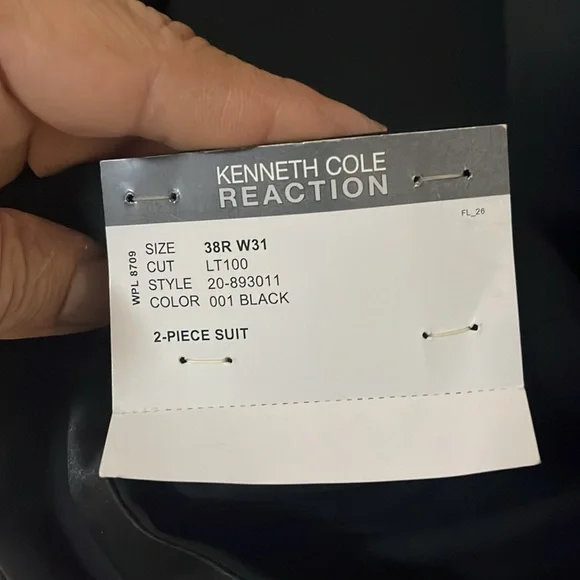 KENNETH COLE
REACTION
FL_26
WPL 8709
SIZE 38R W31
CUT LT100
STYLE 20-893011
COLOR 001 BLACK
2-PIECE SUIT